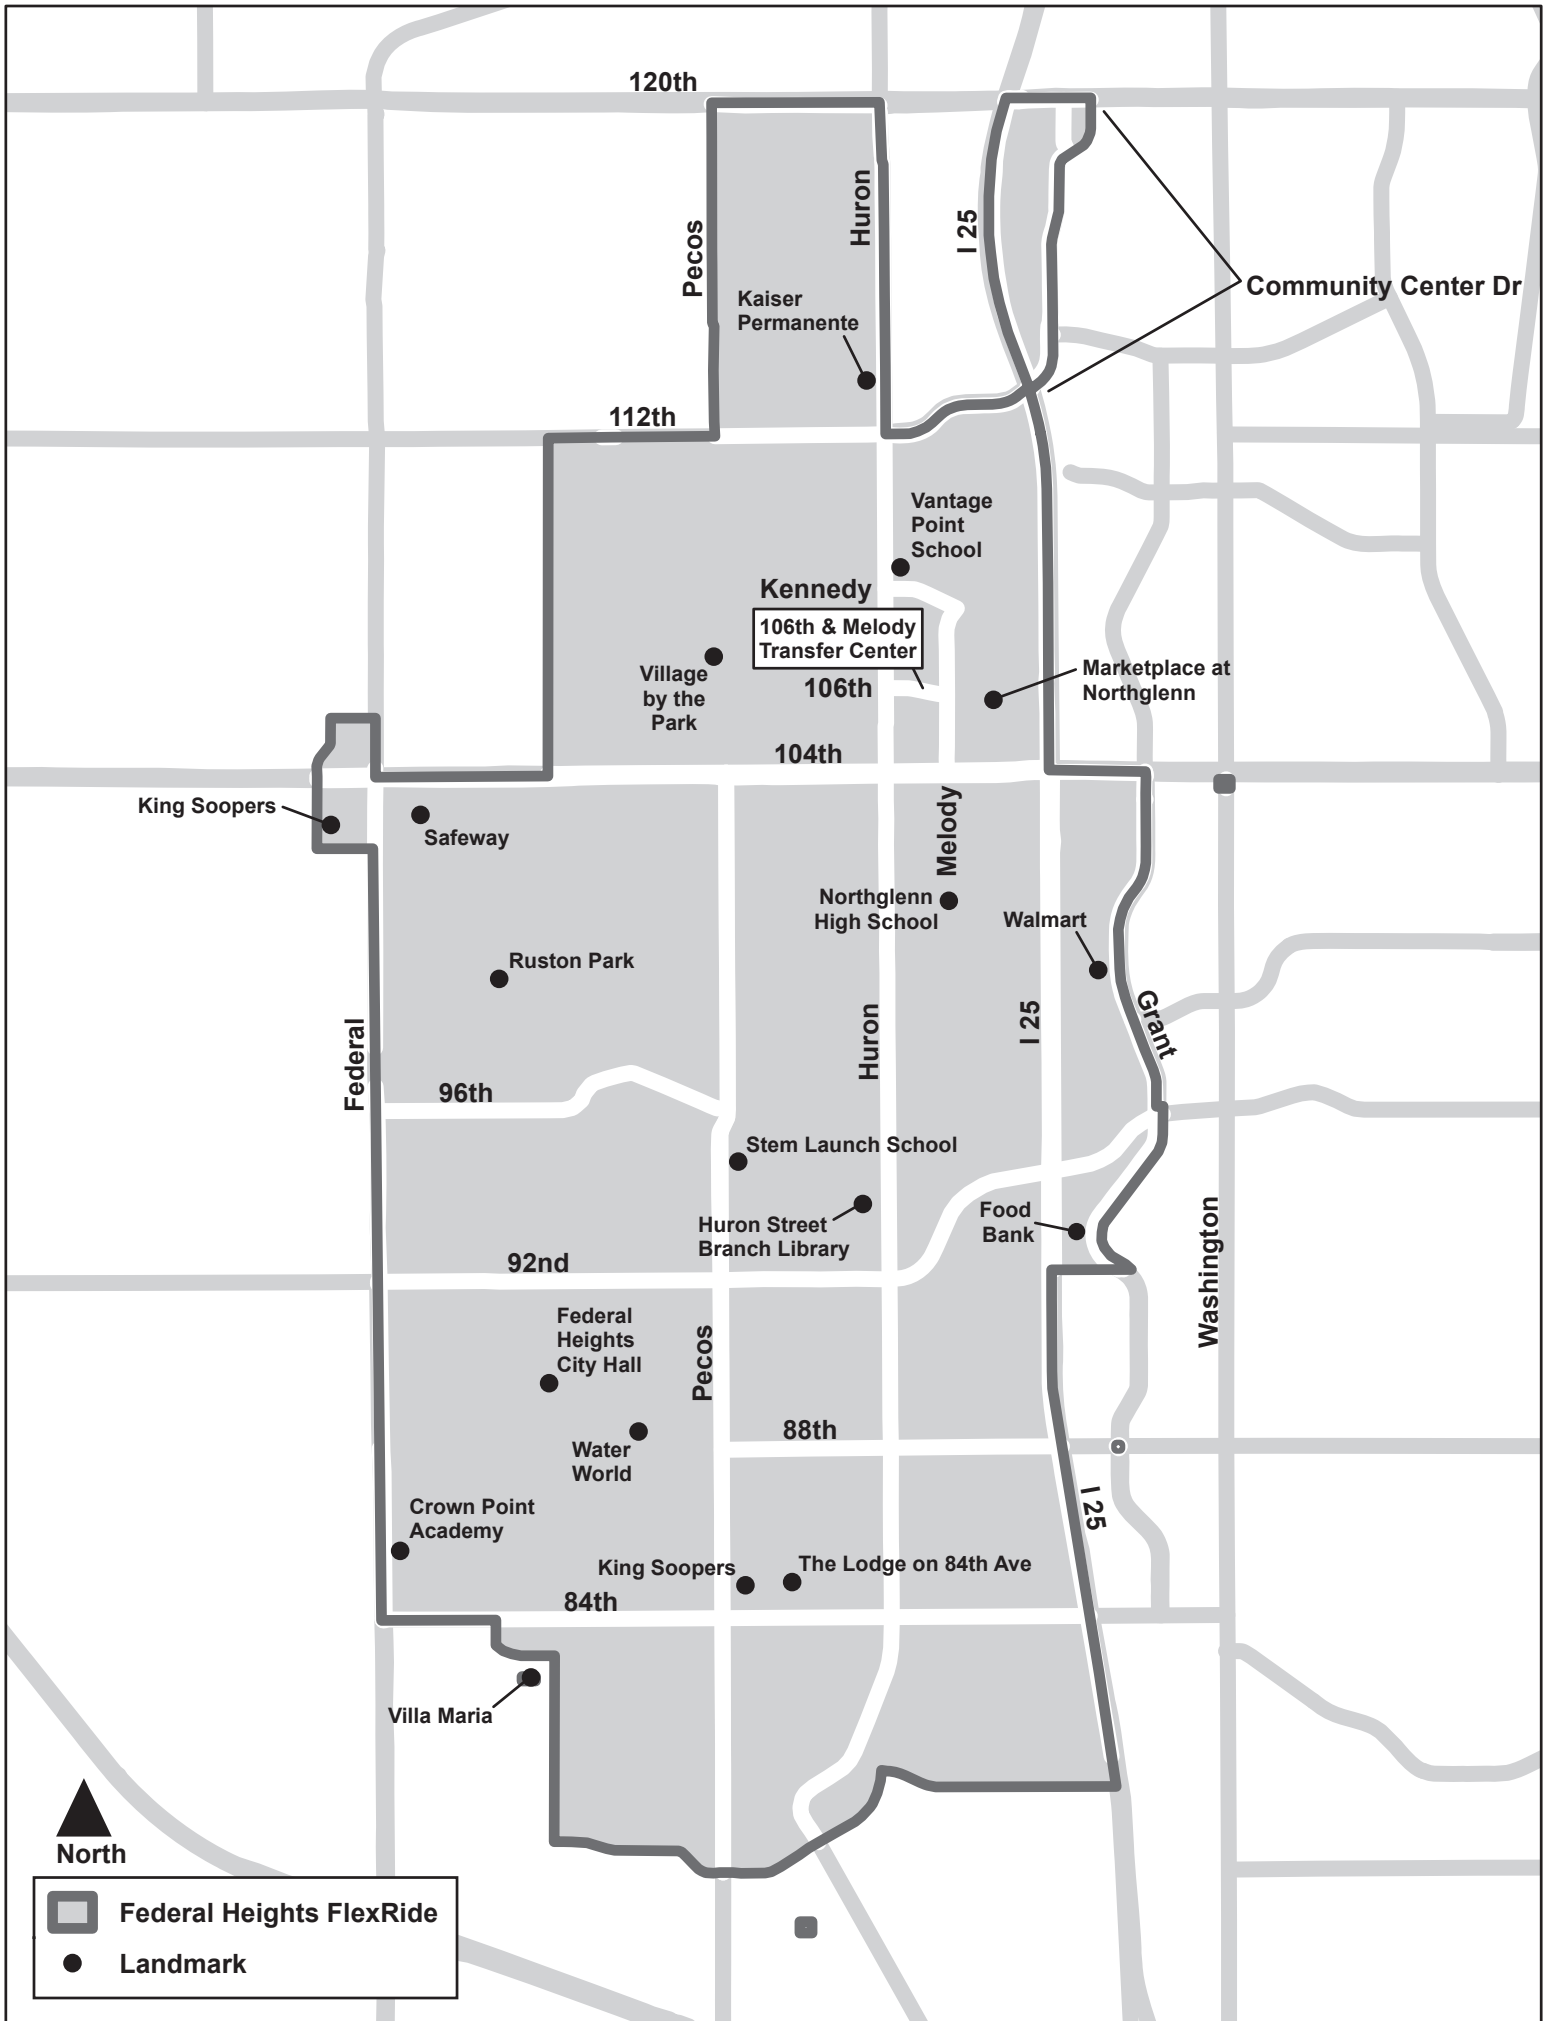 120th
Huron
Pecos
I 25
Community Center Dr
Kaiser
Permanente
112th
Vantage
Point
School
Kennedy
106th & Melody
Transfer Center
Village
by the
Park
106th
Marketplace at
Northglenn
104th
King Soopers
Safeway
Melody
Northglenn
High School
Walmart
Ruston Park
Grant
Huron
I 25
Federal
96th
Stem Launch School
Huron Street
Branch Library
Food
Bank
Washington
92nd
Federal
Heights
City Hall
Pecos
Water
World
88th
I 25
Crown Point
Academy
King Soopers
The Lodge on 84th Ave
84th
Villa Maria
North
Federal Heights FlexRide
Landmark